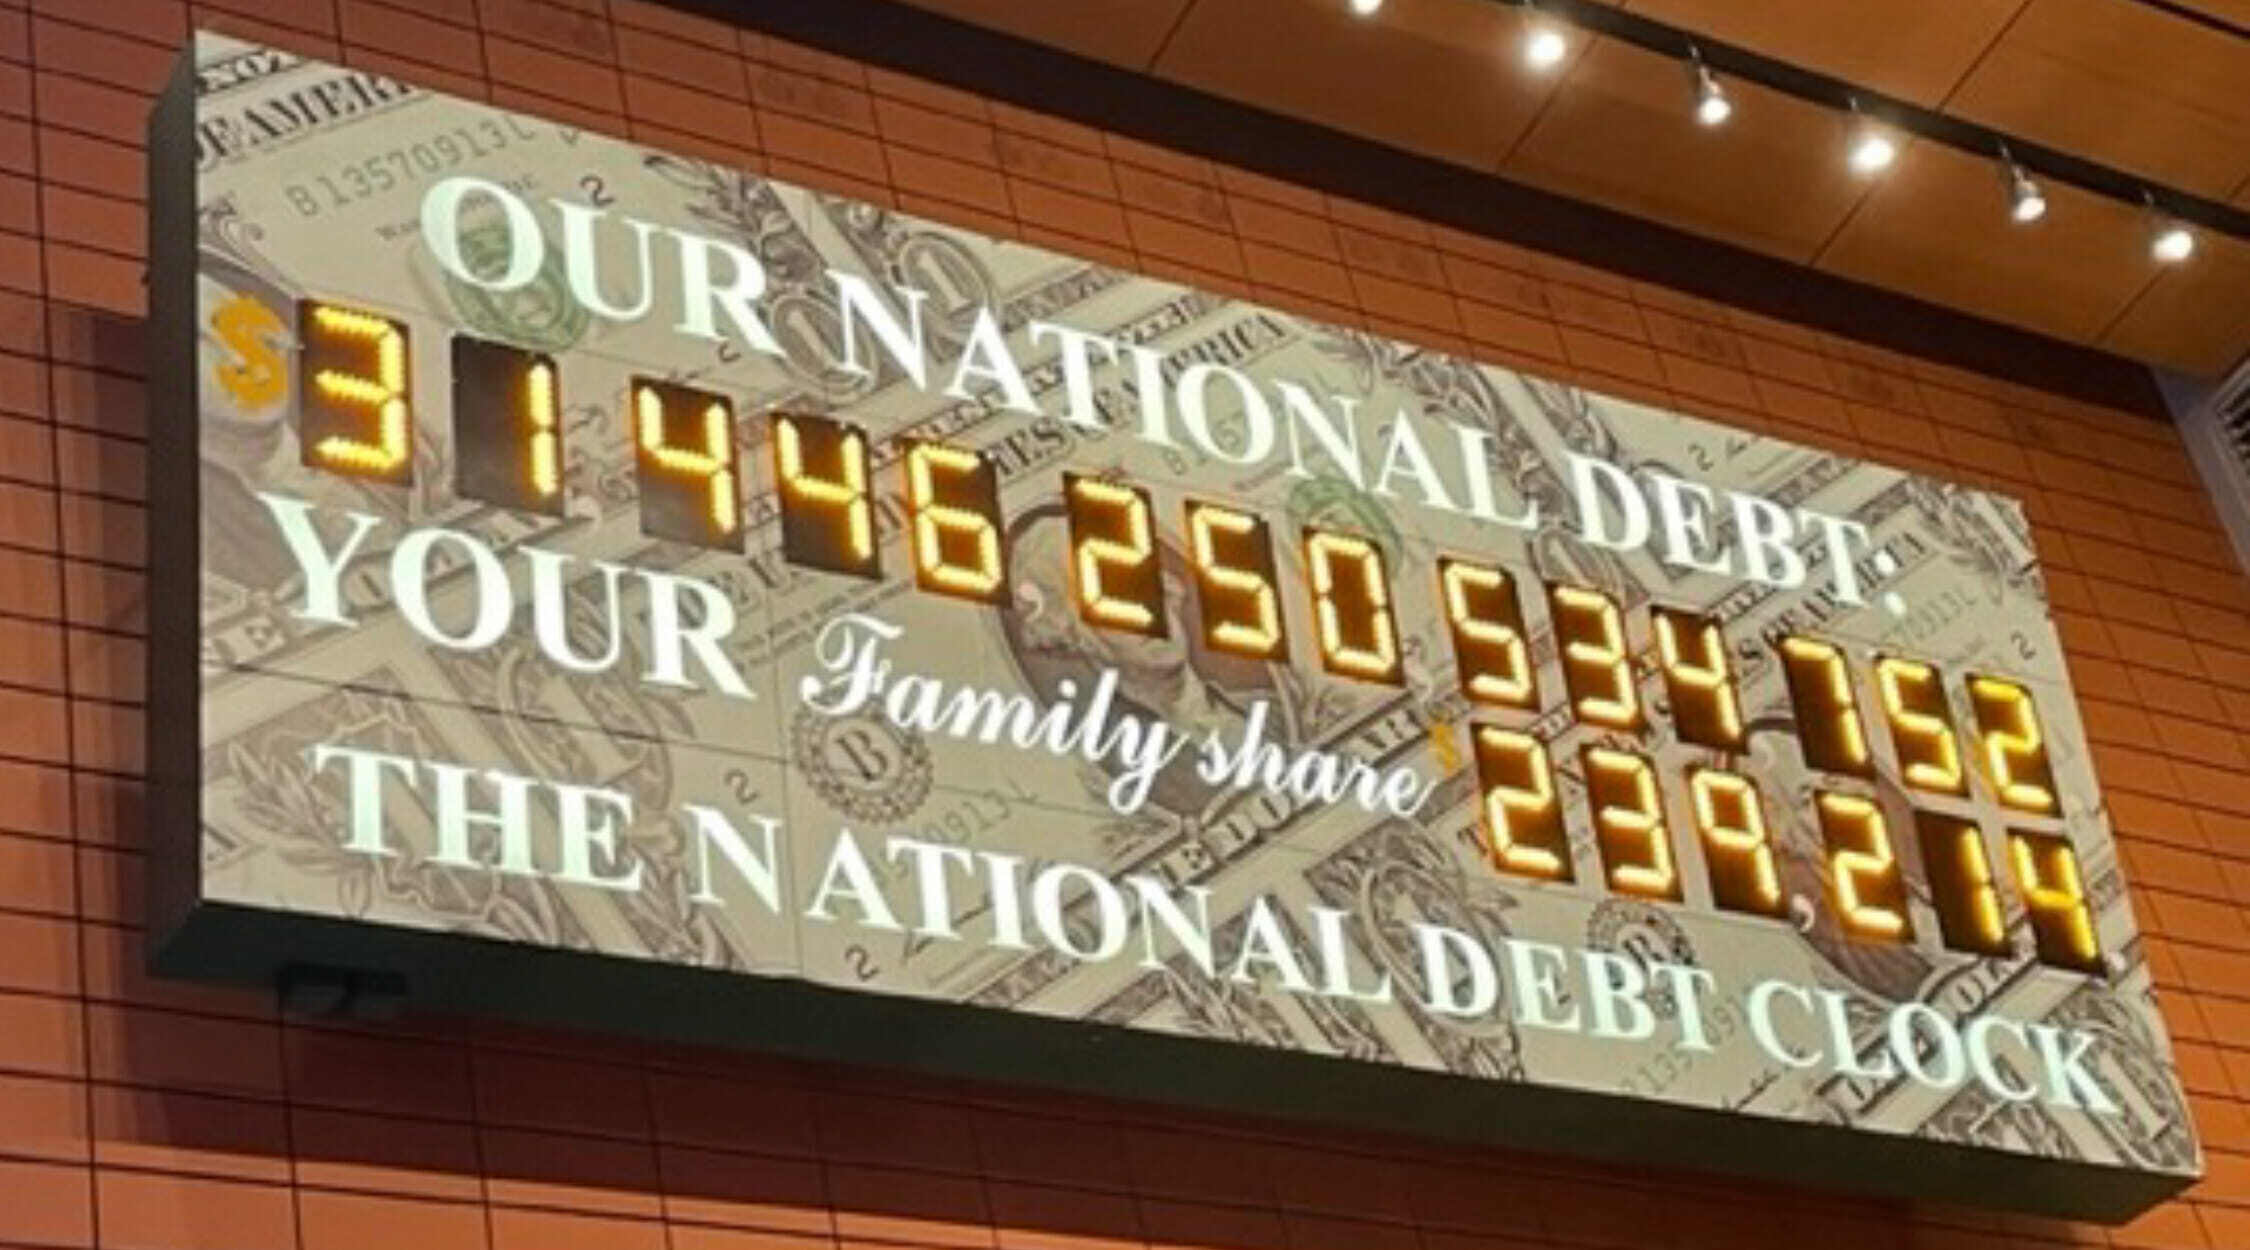 OUR NATIONAL DEBT:
$31,446,250,534,752
YOUR Family share $239,214
THE NATIONAL DEBT CLOCK